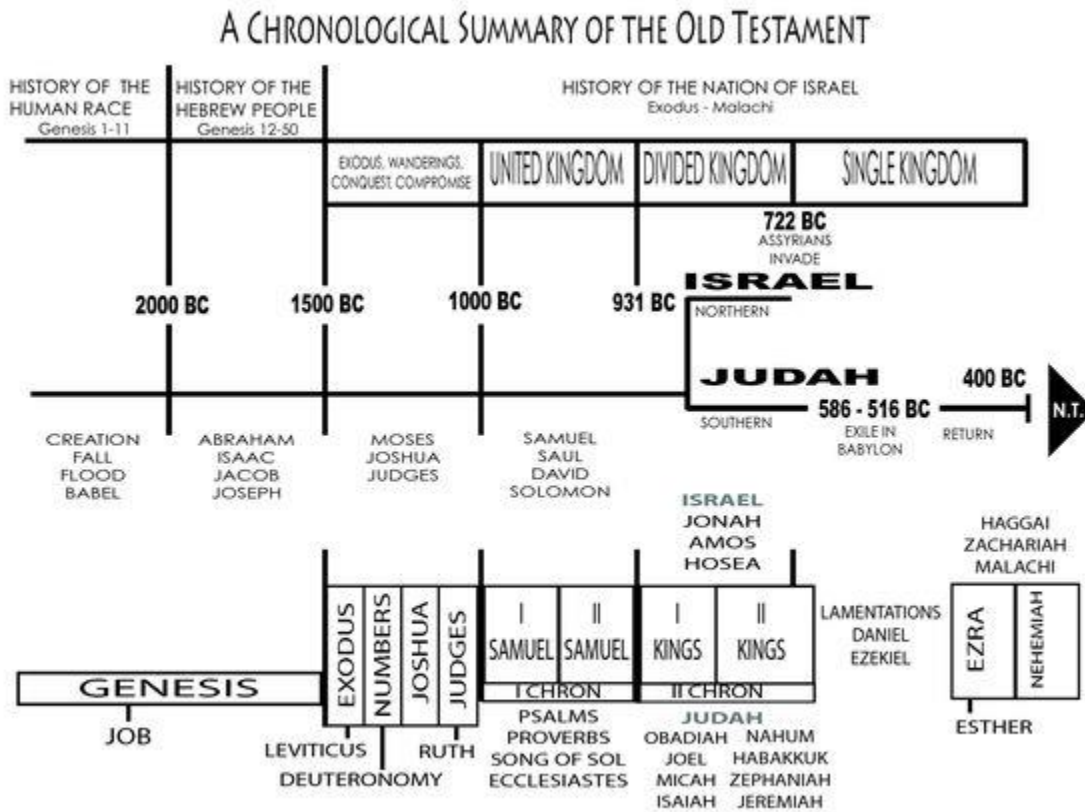 A CHRONOLOGICAL SUMMARY OF THE OLD TESTAMENT
HISTORY OF THE
HUMAN RACE
Genesis 1-11
HISTORY OF THE
HEBREW PEOPLE
Genesis 12-50
HISTORY OF THE NATION OF ISRAEL
Exodus - Malachi
EXODUS, WANDERINGS,
CONQUEST, COMPROMISE
UNITED KINGDOM
DIVIDED KINGDOM
SINGLE KINGDOM
722 BC
ASSYRIANS
INVADE
2000 BC
1500 BC
1000 BC
931 BC
ISRAEL
NORTHERN
JUDAH
SOUTHERN
586 - 516 BC
EXILE IN
BABYLON
RETURN
400 BC
N.T.
CREATION
FALL
FLOOD
BABEL
ABRAHAM
ISAAC
JACOB
JOSEPH
MOSES
JOSHUA
JUDGES
SAMUEL
SAUL
DAVID
SOLOMON
ISRAEL
JONAH
AMOS
HOSEA
HAGGAI
ZACHARIAH
MALACHI
GENESIS
JOB
EXODUS
NUMBERS
JOSHUA
JUDGES
LEVITICUS
DEUTERONOMY
RUTH
I
SAMUEL
II
SAMUEL
I CHRON
PSALMS
PROVERBS
SONG OF SOL
ECCLESIASTES
I
KINGS
II
KINGS
II CHRON
JUDAH
OBADIAH
JOEL
MICAH
ISAIAH
NAHUM
HABAKKUK
ZEPHANIAH
JEREMIAH
LAMENTATIONS
DANIEL
EZEKIEL
EZRA
NEHEMIAH
ESTHER